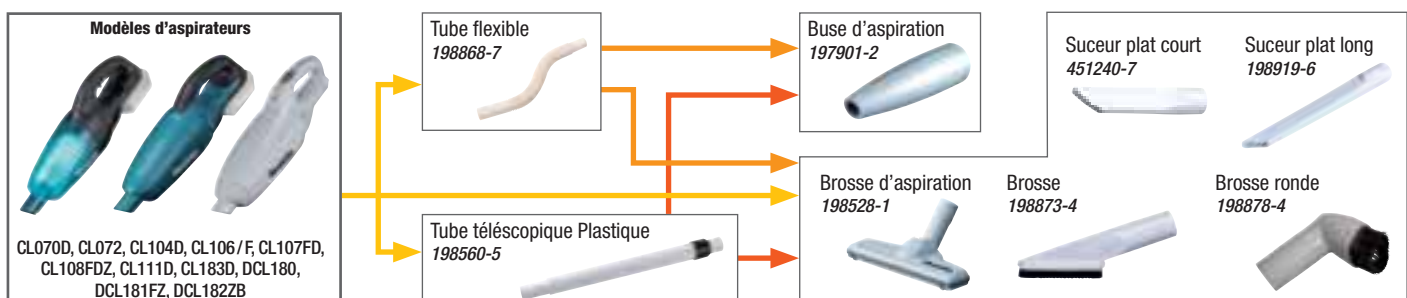 Modèles d'aspirateurs
CL070D, CL072, CL104D, CL106/F, CL107FD,
CL108FDZ, CL111D, CL183D, DCL180,
DCL181FZ, DCL182ZB
Tube flexible
198868-7
Tube téléscopique Plastique
198560-5
Buse d'aspiration
197901-2
Suceur plat court
451240-7
Suceur plat long
198919-6
Brosse d'aspiration
198528-1
Brosse
198873-4
Brosse ronde
198878-4